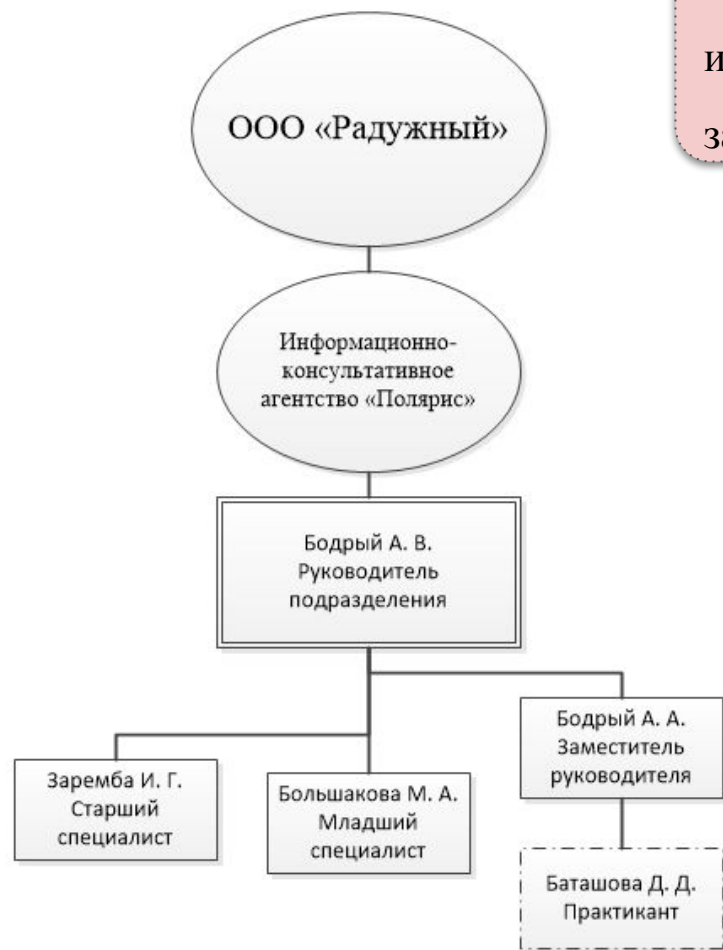 ООО «Радужный»
Информационно-
консультативное
агентство «Полярис»
Бодрый А. В.
Руководитель
подразделения
Бодрый А. А.
Заместитель
руководителя
Заремба И. Г.
Старший
специалист
Большакова М. А.
Младший
специалист
Баташова Д. Д.
Практикант